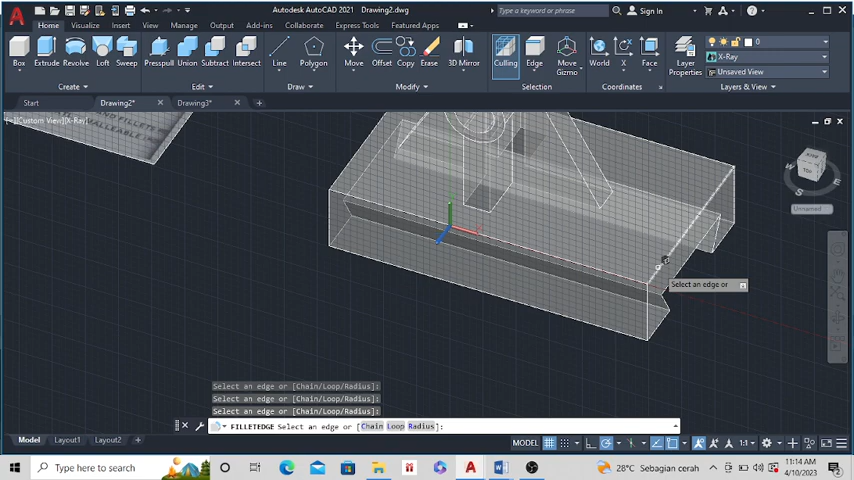 Autodesk AutoCAD 2021 Drawing2.dwg
Type a keyword or phrase
Sign In
Home Visualize Insert View Manage Output Add-ins Collaborate Express Tools Featured Apps
Box Extrude Revolve Loft Sweep Presspull Union Subtract Intersect Line Polygon Move Offset Copy Erase 3D Mirror Culling Edge Move Gizmo World X Face Layer Properties
0
X-Ray
Unsaved View
Create Edit Draw Modify Selection Coordinates Layers & View
Start Drawing2* Drawing3*
[–][Custom View][X-Ray]
AND FILLETE
W S E
TOP
Unnamed
Select an edge or
Select an edge or [Chain/Loop/Radius]:
Select an edge or [Chain/Loop/Radius]:
Select an edge or [Chain/Loop/Radius]:
FILLETEDGE Select an edge or [Chain Loop Radius]:
Model Layout1 Layout2
MODEL 1:1
Type here to search
28°C Sebagian cerah
11:14 AM
4/10/2023